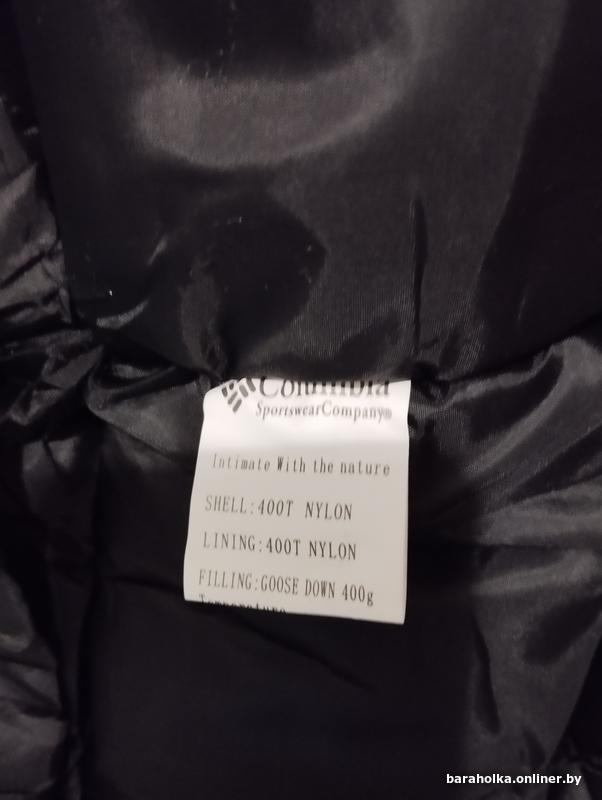 Columbia
SportswearCompany®
Intimate With the nature
SHELL:400T NYLON
LINING:400T NYLON
FILLING:GOOSE DOWN 400g
Temperature
baraholka.onliner.by